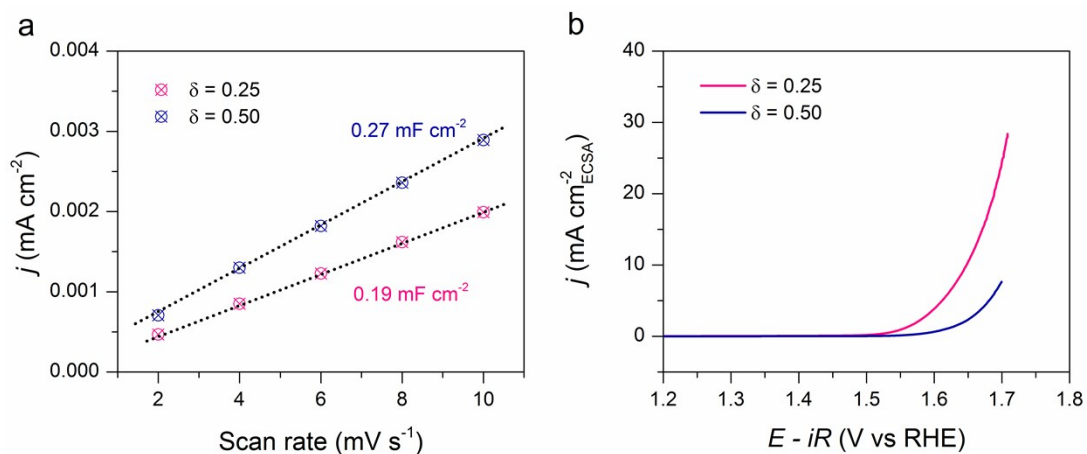 a
0.004
0.003
0.002
0.001
0.000
j (mA cm⁻²)
2
4
6
8
10
Scan rate (mV s⁻¹)
δ = 0.25
δ = 0.50
0.27 mF cm⁻²
0.19 mF cm⁻²
b
40
30
20
10
0
j (mA cm⁻²ECSA)
1.2
1.3
1.4
1.5
1.6
1.7
1.8
E - iR (V vs RHE)
δ = 0.25
δ = 0.50